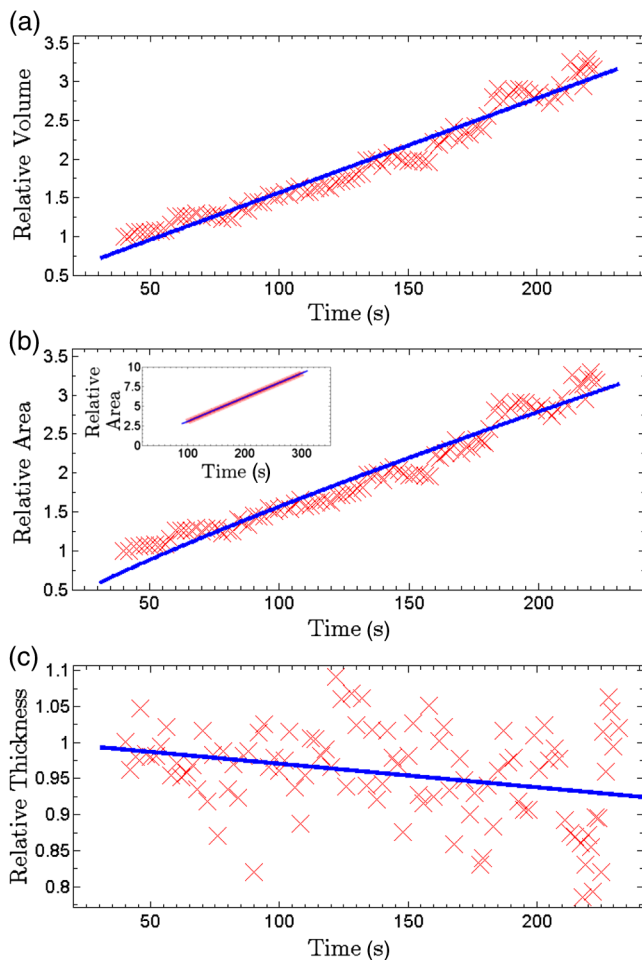 (a)
3.5
3
2.5
2
1.5
1
0.5
Relative Volume
50 100 150 200
Time (s)
(b)
3.5
3
2.5
2
1.5
1
0.5
Relative Area
10
7.5
5
2.5
0
Relative
Area
100 200 300
Time (s)
50 100 150 200
Time (s)
(c)
1.1
1.05
1
0.95
0.9
0.85
0.8
Relative Thickness
50 100 150 200
Time (s)